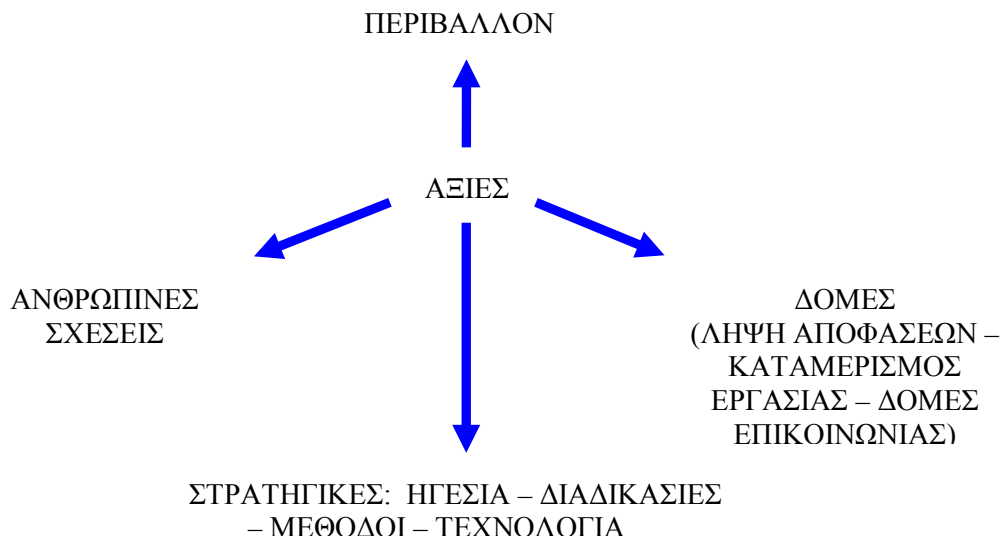 ΠΕΡΙΒΑΛΛΟΝ
ΑΞΙΕΣ
ΑΝΘΡΩΠΙΝΕΣ
ΣΧΕΣΕΙΣ
ΔΟΜΕΣ
(ΛΗΨΗ ΑΠΟΦΑΣΕΩΝ –
ΚΑΤΑΜΕΡΙΣΜΟΣ
ΕΡΓΑΣΙΑΣ – ΔΟΜΕΣ
ΕΠΙΚΟΙΝΩΝΙΑΣ)
ΣΤΡΑΤΗΓΙΚΕΣ: ΗΓΕΣΙΑ – ΔΙΑΔΙΚΑΣΙΕΣ
– ΜΕΘΟΔΟΙ – ΤΕΧΝΟΛΟΓΙΑ